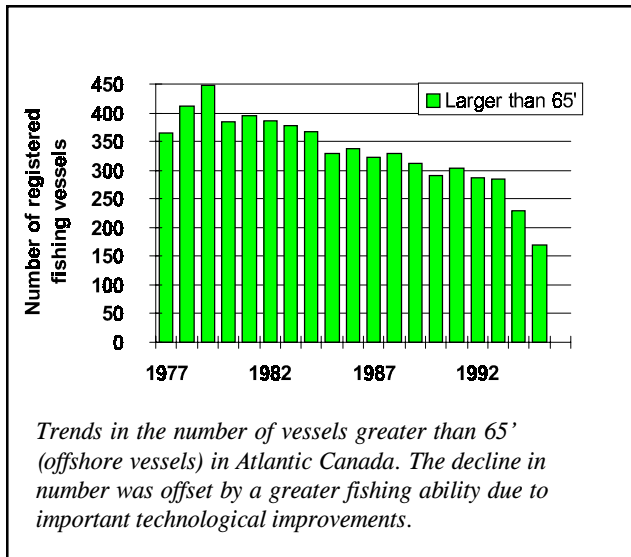 Number of registered
fishing vessels
450
400
350
300
250
200
150
100
50
0
Larger than 65'
1977 1982 1987 1992
Trends in the number of vessels greater than 65’
(offshore vessels) in Atlantic Canada. The decline in
number was offset by a greater fishing ability due to
important technological improvements.